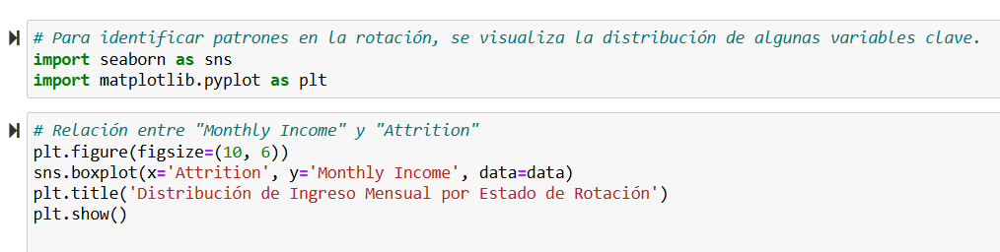 # Para identificar patrones en la rotación, se visualiza la distribución de algunas variables clave.
import seaborn as sns
import matplotlib.pyplot as plt
# Relación entre "Monthly Income" y "Attrition"
plt.figure(figsize=(10, 6))
sns.boxplot(x='Attrition', y='Monthly Income', data=data)
plt.title('Distribución de Ingreso Mensual por Estado de Rotación')
plt.show()